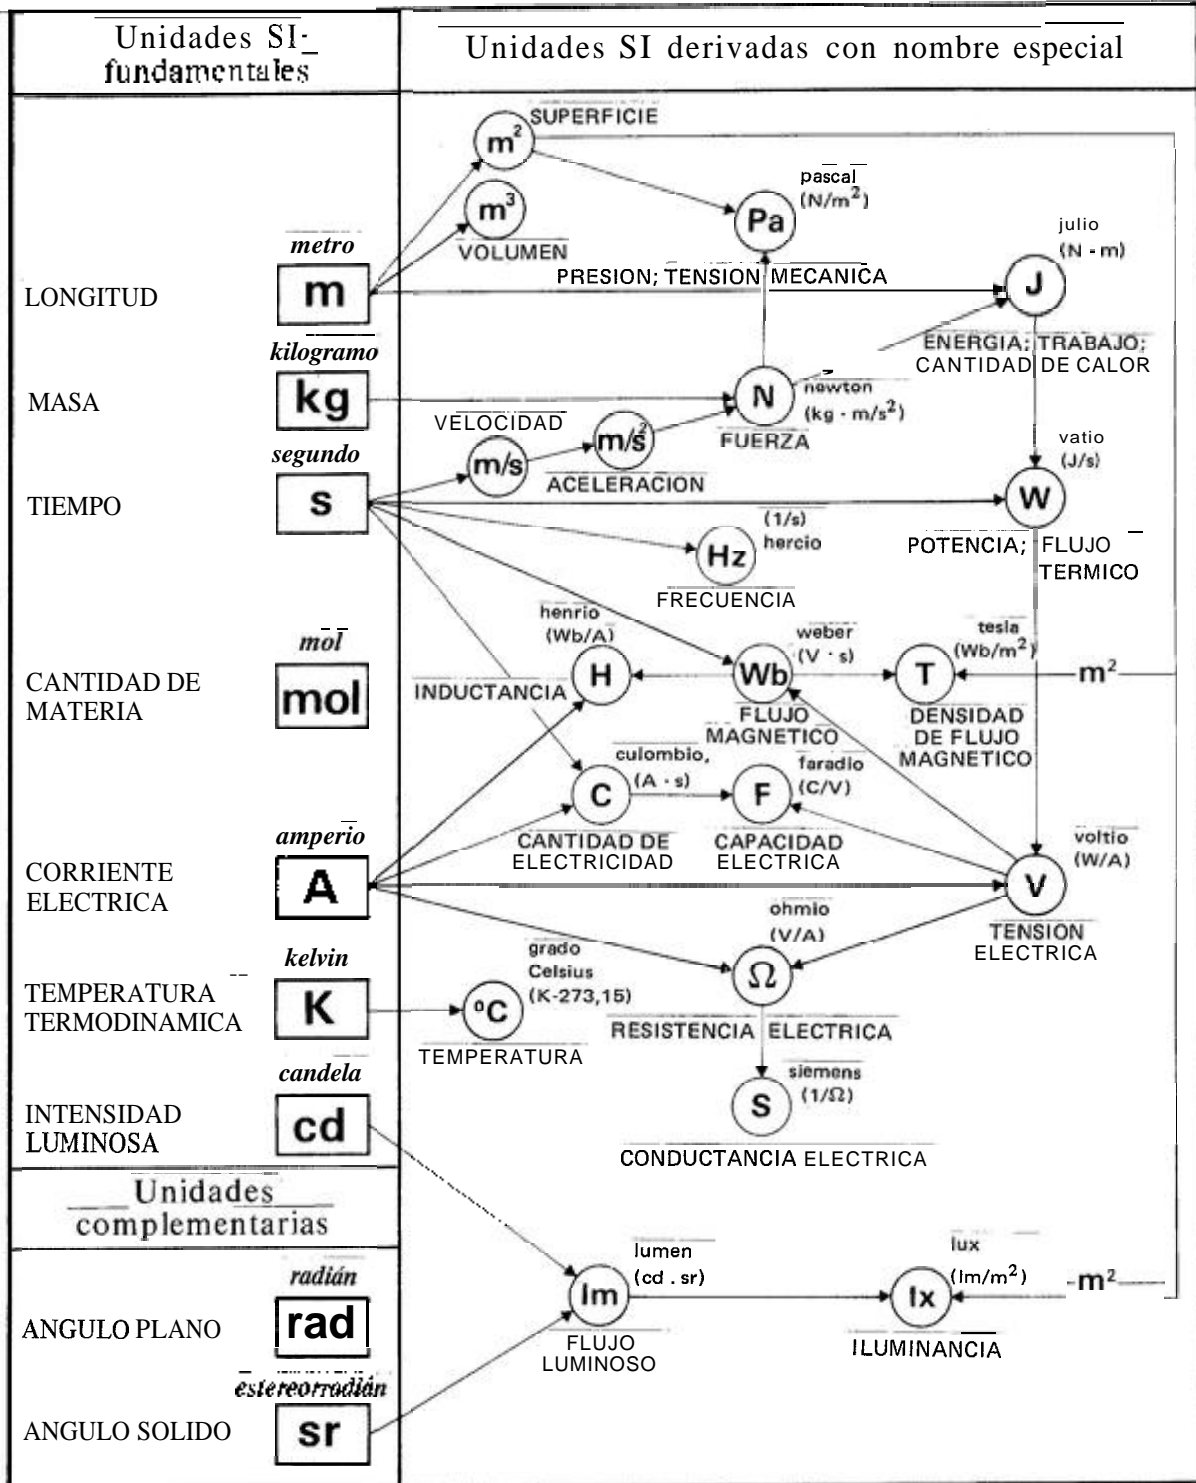 Unidades SI
fundamentales
Unidades SI derivadas con nombre especial
SUPERFICIE
m²
m³
VOLUMEN
pascal
(N/m²)
Pa
PRESION; TENSION MECANICA
julio
(N - m)
J
ENERGIA; TRABAJO;
CANTIDAD DE CALOR
metro
LONGITUD
m
kilogramo
MASA
kg
N
newton
(kg · m/s²)
FUERZA
VELOCIDAD
m/s
m/s²
ACELERACION
segundo
TIEMPO
s
vatio
(J/s)
W
POTENCIA; FLUJO
TERMICO
(1/s)
hercio
Hz
FRECUENCIA
mol
CANTIDAD DE
MATERIA
mol
henrio
(Wb/A)
H
INDUCTANCIA
weber
(V · s)
Wb
FLUJO
MAGNETICO
tesla
(Wb/m²)
T
m²
DENSIDAD
DE FLUJO
MAGNETICO
culombio,
(A · s)
C
CANTIDAD DE
ELECTRICIDAD
faradio
(C/V)
F
CAPACIDAD
ELECTRICA
amperio
CORRIENTE
ELECTRICA
A
voltio
(W/A)
V
TENSION
ELECTRICA
ohmio
(V/A)
Ω
RESISTENCIA ELECTRICA
kelvin
TEMPERATURA
TERMODINAMICA
K
grado
Celsius
(K-273,15)
°C
TEMPERATURA
siemens
(1/Ω)
S
CONDUCTANCIA ELECTRICA
candela
INTENSIDAD
LUMINOSA
cd
Unidades
complementarias
radián
ANGULO PLANO
rad
estereorradián
ANGULO SOLIDO
sr
lumen
(cd . sr)
lm
FLUJO
LUMINOSO
lux
(lm/m²)
lx
m²
ILUMINANCIA